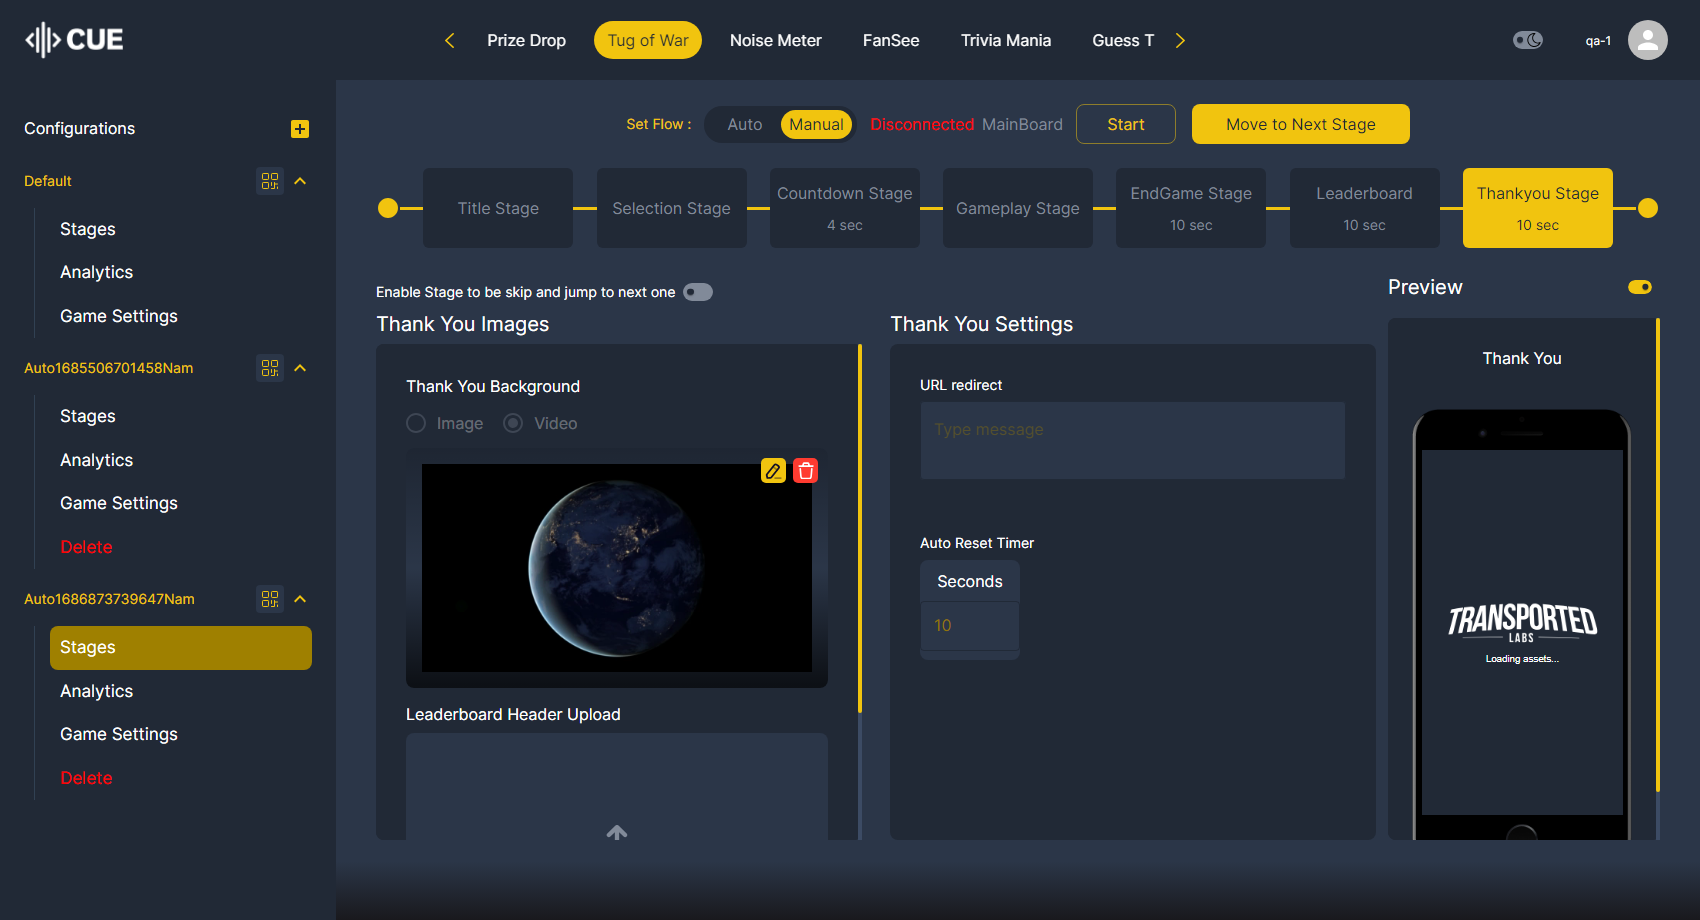 CUE
Prize Drop
Tug of War
Noise Meter
FanSee
Trivia Mania
Guess T
qa-1
Configurations
Default
Stages
Analytics
Game Settings
Auto1685506701458Nam
Stages
Analytics
Game Settings
Delete
Auto1686873739647Nam
Stages
Analytics
Game Settings
Delete
Set Flow :
Auto
Manual
Disconnected MainBoard
Start
Move to Next Stage
Title Stage
Selection Stage
Countdown Stage
4 sec
Gameplay Stage
EndGame Stage
10 sec
Leaderboard
10 sec
Thankyou Stage
10 sec
Enable Stage to be skip and jump to next one
Thank You Images
Thank You Background
Image
Video
Leaderboard Header Upload
Thank You Settings
URL redirect
Type message
Auto Reset Timer
Seconds
10
Preview
Thank You
TRANSPORTED
LABS
Loading assets...